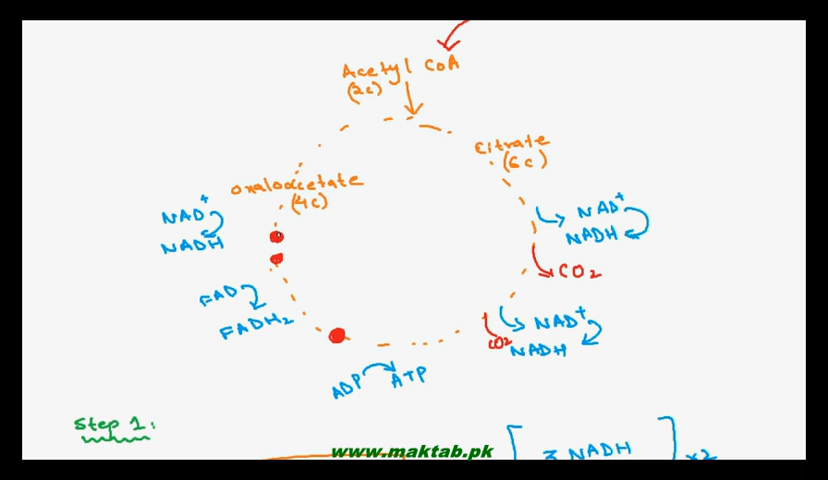 Acetyl CoA
(2c)
Citrate
(6c)
Oxaloacetate
(4c)
NAD+
NADH
NAD+
NADH
CO2
FAD
FADH2
NAD+
NADH
CO2
ADP ATP
Step 1:
3 NADH
x2
www.maktab.pk